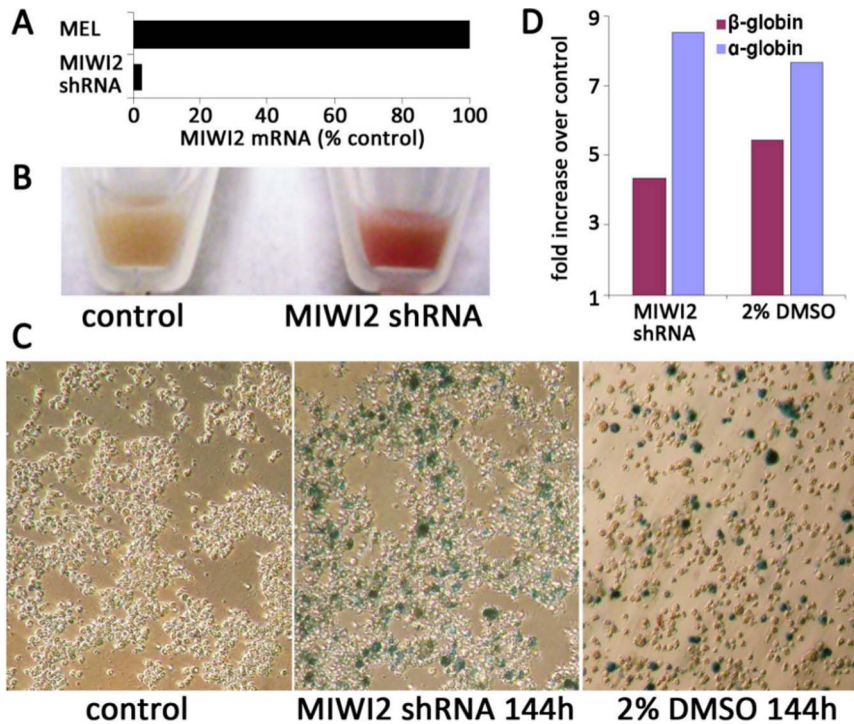 A
MEL
MIWI2
shRNA
0 20 40 60 80 100
MIWI2 mRNA (% control)
B
control MIWI2 shRNA
D
β-globin
α-globin
fold increase over control
9
7
5
3
1
MIWI2
shRNA
2% DMSO
C
control MIWI2 shRNA 144h 2% DMSO 144h